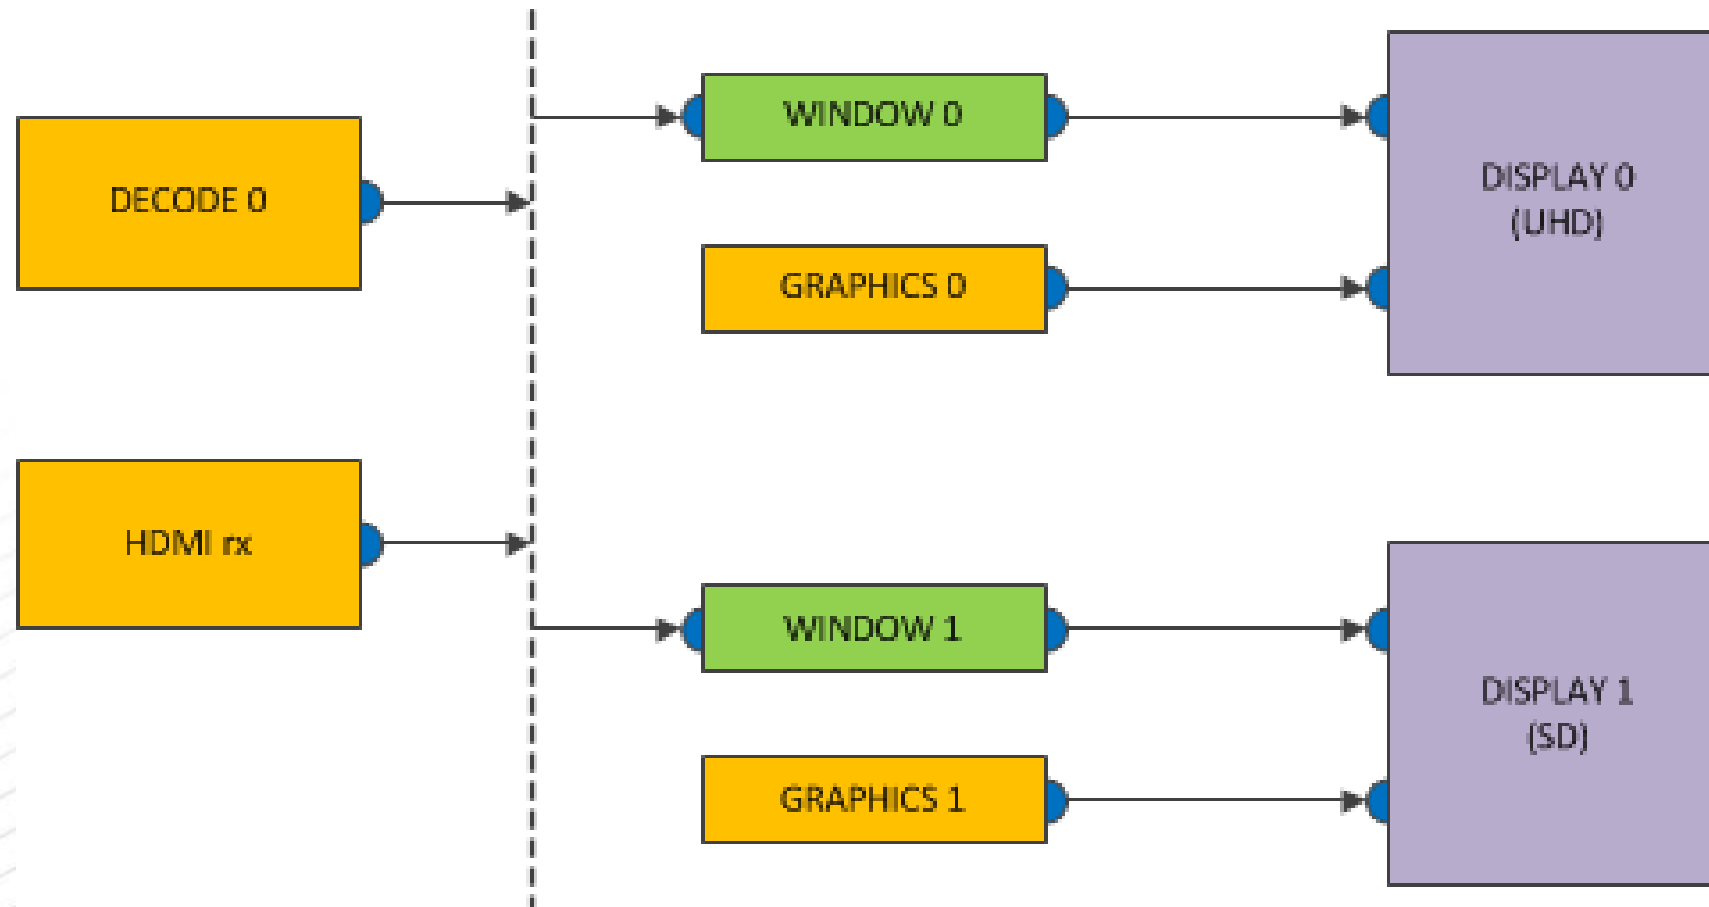 WINDOW 0
DECODE 0
DISPLAY 0
(UHD)
GRAPHICS 0
HDMI rx
WINDOW 1
DISPLAY 1
(SD)
GRAPHICS 1